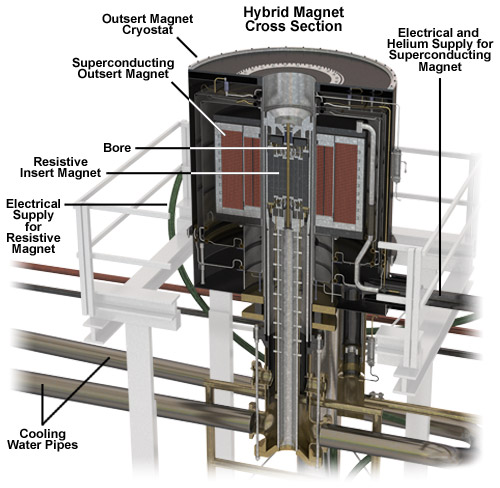 Hybrid Magnet
Cross Section
Outsert Magnet
Cryostat
Electrical and
Helium Supply for
Superconducting
Magnet
Superconducting
Outsert Magnet
Bore
Resistive
Insert Magnet
Electrical
Supply
for
Resistive
Magnet
Cooling
Water Pipes